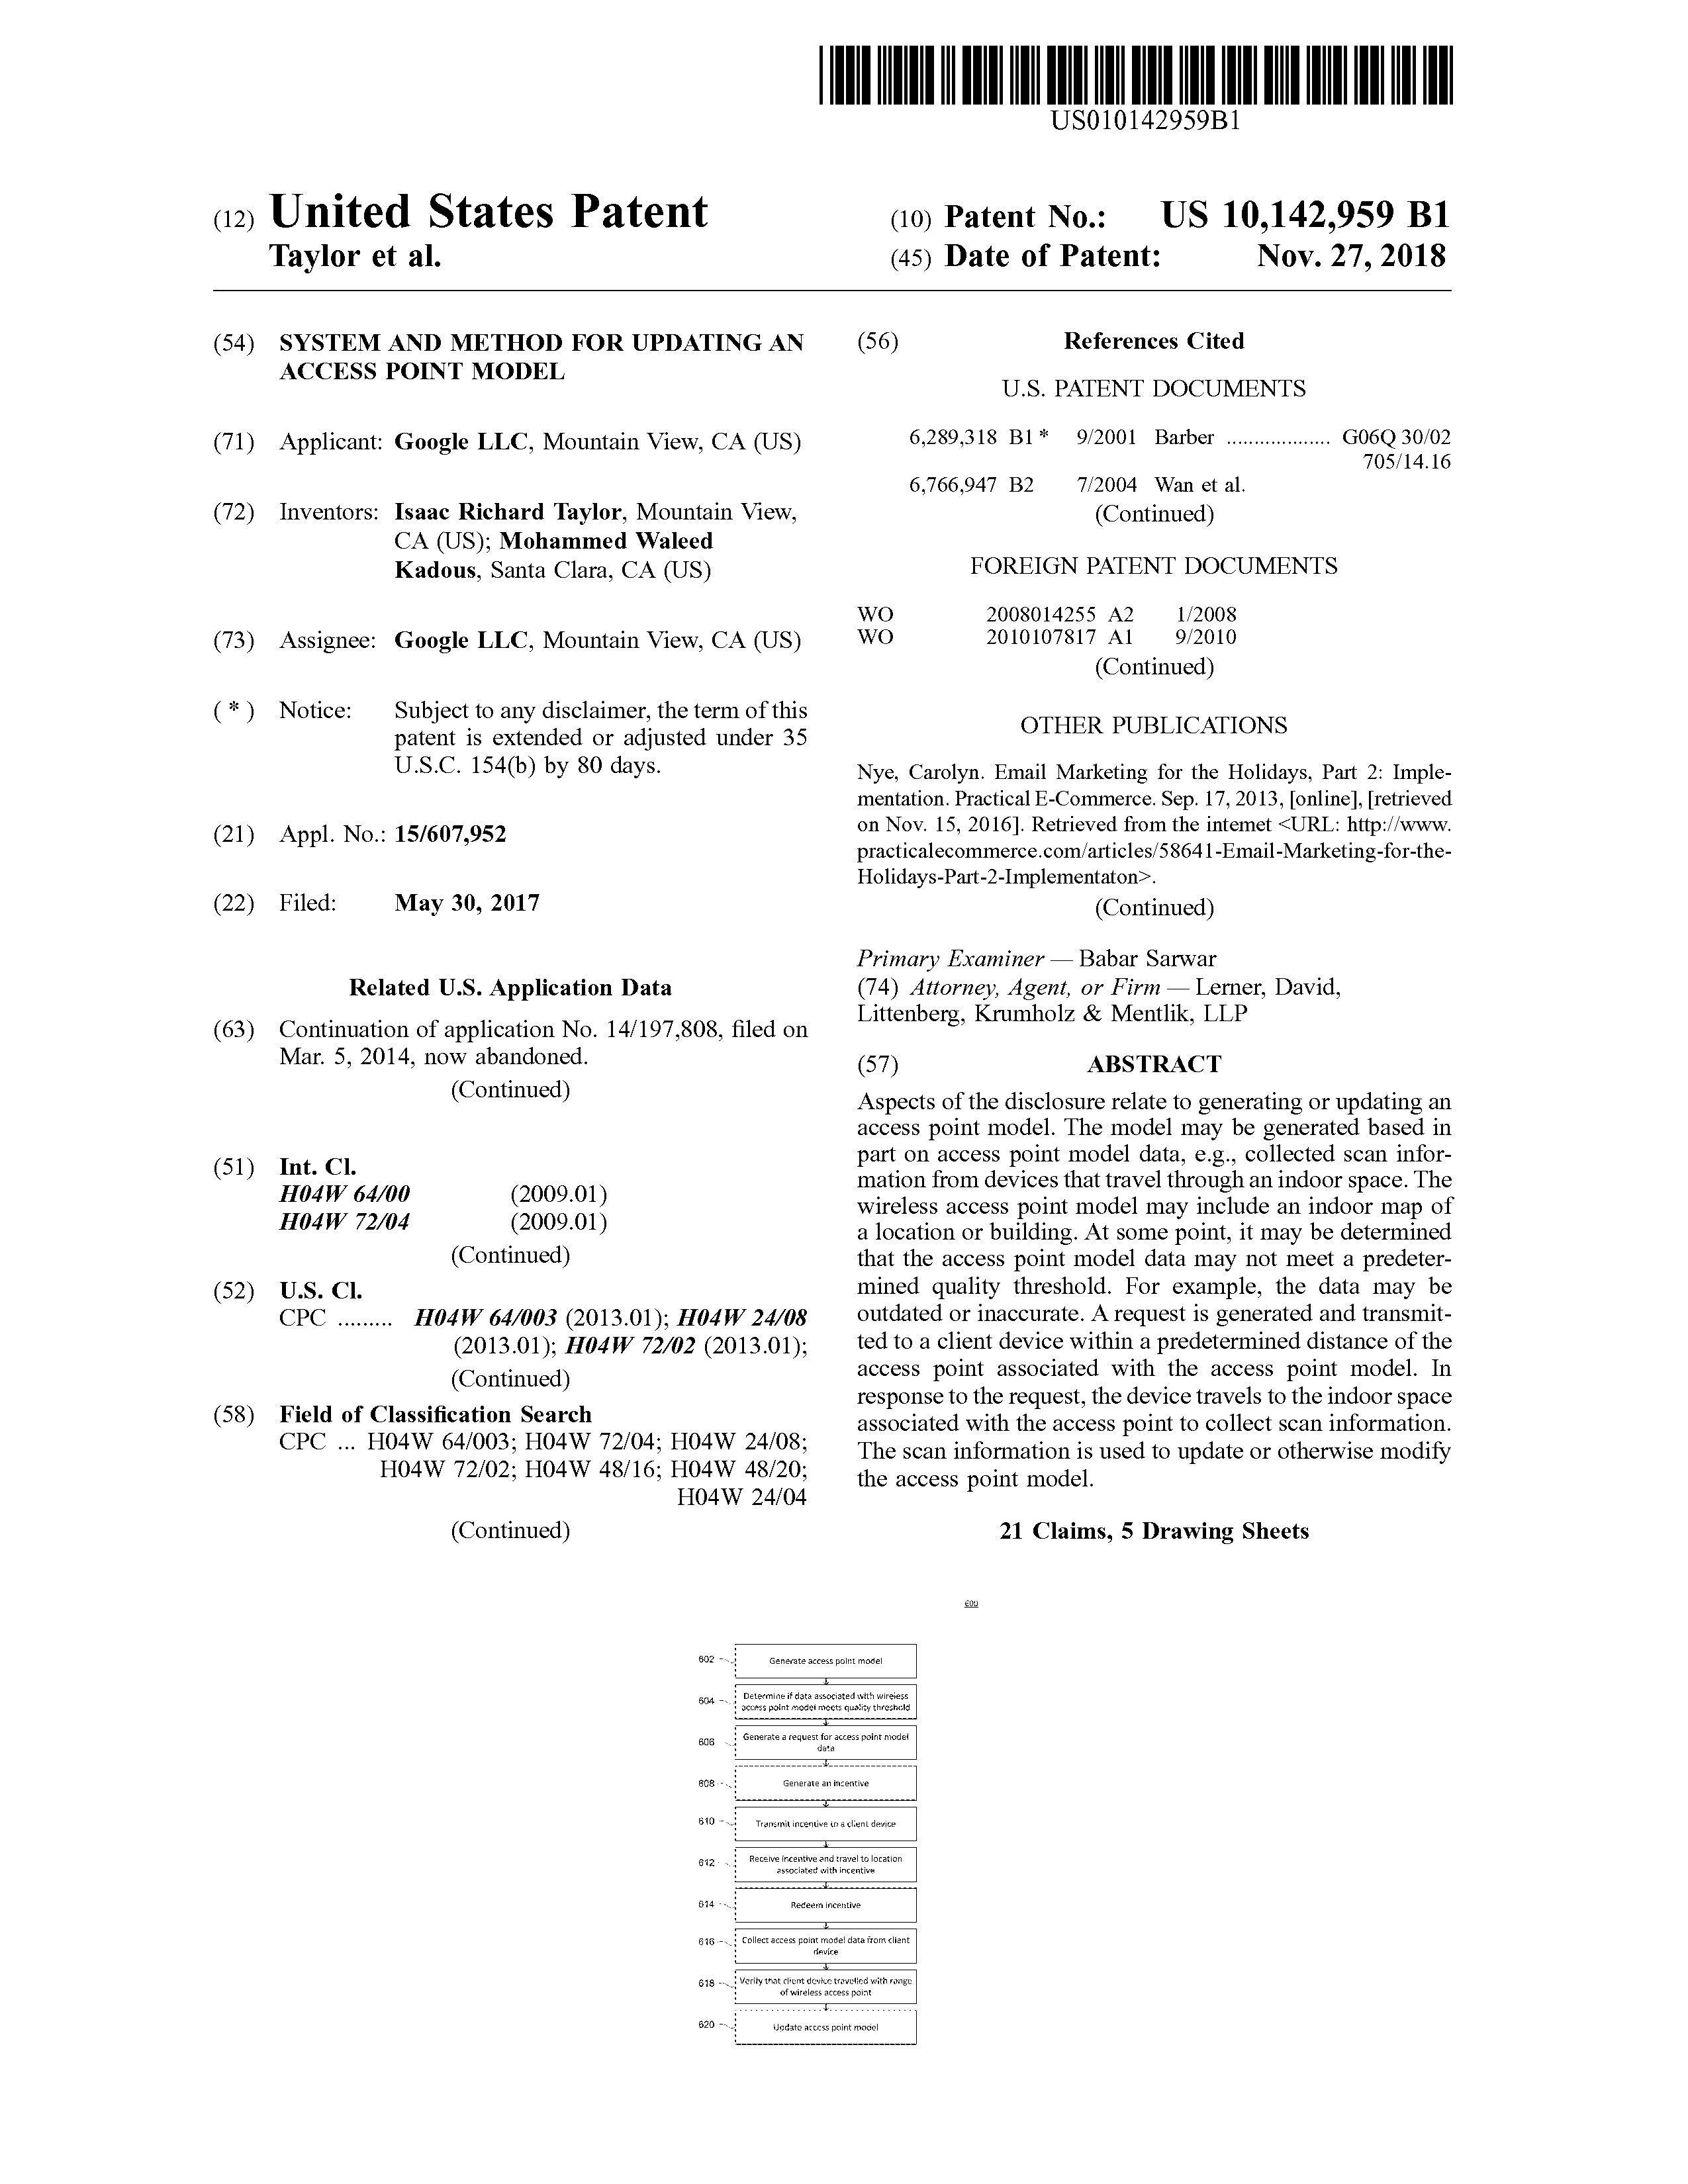 US010142959B1
(12) United States Patent
Taylor et al.
(10) Patent No.: US 10,142,959 B1
(45) Date of Patent: Nov. 27, 2018
(54) SYSTEM AND METHOD FOR UPDATING AN
ACCESS POINT MODEL
(71) Applicant: Google LLC, Mountain View, CA (US)
(72) Inventors: Isaac Richard Taylor, Mountain View,
CA (US); Mohammed Waleed
Kadous, Santa Clara, CA (US)
(73) Assignee: Google LLC, Mountain View, CA (US)
( * ) Notice: Subject to any disclaimer, the term of this
patent is extended or adjusted under 35
U.S.C. 154(b) by 80 days.
(21) Appl. No.: 15/607,952
(22) Filed: May 30, 2017
Related U.S. Application Data
(63) Continuation of application No. 14/197,808, filed on
Mar. 5, 2014, now abandoned.
(Continued)
(51) Int. Cl.
H04W 64/00 (2009.01)
H04W 72/04 (2009.01)
(Continued)
(52) U.S. Cl.
CPC ......... H04W 64/003 (2013.01); H04W 24/08
(2013.01); H04W 72/02 (2013.01);
(Continued)
(58) Field of Classification Search
CPC ... H04W 64/003; H04W 72/04; H04W 24/08;
H04W 72/02; H04W 48/16; H04W 48/20;
H04W 24/04
(Continued)
(56) References Cited
U.S. PATENT DOCUMENTS
6,289,318 B1 * 9/2001 Barber ................... G06Q 30/02
705/14.16
6,766,947 B2 7/2004 Wan et al.
(Continued)
FOREIGN PATENT DOCUMENTS
WO 2008014255 A2 1/2008
WO 2010107817 A1 9/2010
(Continued)
OTHER PUBLICATIONS
Nye, Carolyn. Email Marketing for the Holidays, Part 2: Imple-
mentation. Practical E-Commerce. Sep. 17, 2013, [online], [retrieved
on Nov. 15, 2016]. Retrieved from the internet <URL: http://www.
practicalecommerce.com/articles/58641-Email-Marketing-for-the-
Holidays-Part-2-Implementaton>.
(Continued)
Primary Examiner — Babar Sarwar
(74) Attorney, Agent, or Firm — Lerner, David,
Littenberg, Krumholz & Mentlik, LLP
(57) ABSTRACT
Aspects of the disclosure relate to generating or updating an
access point model. The model may be generated based in
part on access point model data, e.g., collected scan infor-
mation from devices that travel through an indoor space. The
wireless access point model may include an indoor map of
a location or building. At some point, it may be determined
that the access point model data may not meet a predeter-
mined quality threshold. For example, the data may be
outdated or inaccurate. A request is generated and transmit-
ted to a client device within a predetermined distance of the
access point associated with the access point model. In
response to the request, the device travels to the indoor space
associated with the access point to collect scan information.
The scan information is used to update or otherwise modify
the access point model.
21 Claims, 5 Drawing Sheets
600
602 Generate access point model
604 Determine if data associated with wireless
access point model meets quality threshold
606 Generate a request for access point model
data
608 Generate an incentive
610 Transmit incentive to a client device
612 Receive incentive and travel to location
associated with incentive
614 Redeem incentive
616 Collect access point model data from client
device
618 Verify that client device travelled with range
of wireless access point
620 Update access point model